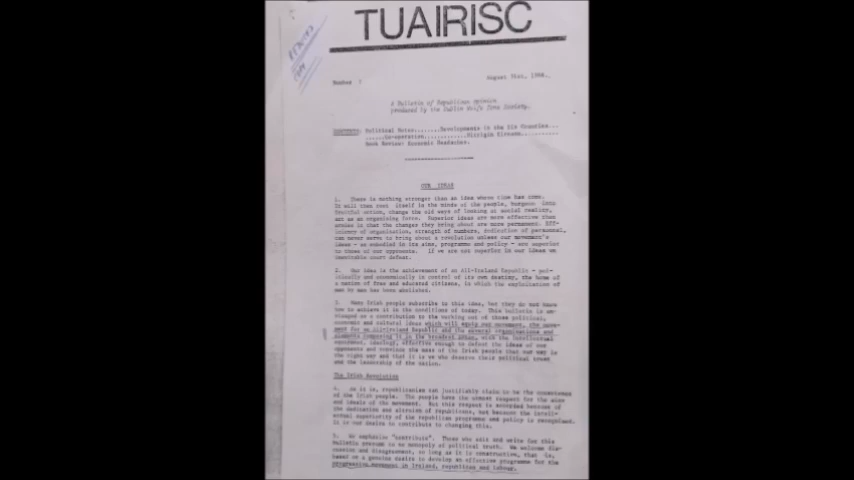 TUAIRISC
Number
August 31st, 196
A Bulletin of Republican opinion
produced by the Dublin Wolfe Tone Society.
CONTENTS: Political Notes.......Developments in the Six Counties...
......Co-operation...........Dinirigh Eireann..........
Book Review: Economic Headaches.
OUR IDEAS
1. There is nothing stronger than an idea whose time has come.
It will then root itself in the minds of the people, burgeon into
fruitful action, change the old ways of looking at social reality,
act as an organising force. Superior ideas are more effective than
armies in that the changes they bring about are more permanent. Eff-
iciency of organisation, strength of numbers, dedication of personnel,
can never serve to bring about a revolution unless our movement's
ideas - as embodied in its aims, programme and policy - are superior
to those of our opponents. If we are not superior in our ideas we
inevitably court defeat.
2. Our idea is the achievement of an all-Ireland Republic - pol-
itically and economically in control of its own destiny, the home of
a nation of free and educated citizens, in which the exploitation of
man by man has been abolished.
3. Many Irish people subscribe to this idea, but they do not know
how to achieve it in the conditions of today. This bulletin is en-
visaged as a contribution to the working out of those political,
economic and cultural ideas which will equip our movement, the move-
ment for an all-Ireland Republic and the several organisations and
elements composing it in the broadest sense, with the intellectual
equipment, ideology, effective enough to defeat the ideas of our
opponents and convince the mass of the Irish people that our way is
the right way and that it is we who deserve their political trust
and the leadership of the nation.
The Irish Revolution
4. As it is, republicanism can justifiably claim to be the conscience
of the Irish people. The people have the utmost respect for the aims
and ideals of the movement. But this respect is accorded because of
the dedication and altruism of republicans, not because the intell-
ectual superiority of the republican programme and policy is recognised.
It is our desire to contribute to changing this.
5. We emphasise "contribute". Those who edit and write for this
bulletin presume to no monopoly of political truth. We welcome dis-
cussion and disagreement, so long as it is constructive, that is,
based on a genuine desire to develop an effective programme for the
progressive movement in Ireland, republican and labour.